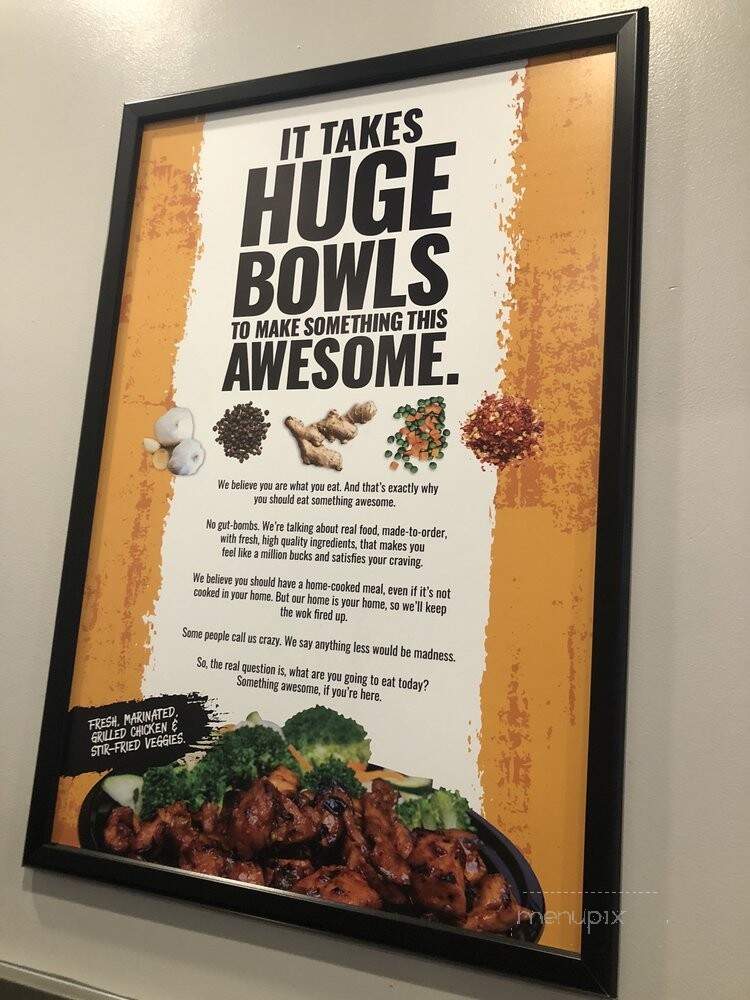 IT TAKES
HUGE
BOWLS
TO MAKE SOMETHING THIS
AWESOME.
We believe you are what you eat. And that's exactly why
you should eat something awesome.
No gut-bombs. We're talking about real food, made-to-order,
with fresh, high quality ingredients, that makes you
feel like a million bucks and satisfies your craving.
We believe you should have a home-cooked meal, even if it's not
cooked in your home. But our home is your home, so we'll keep
the wok fired up.
Some people call us crazy. We say anything less would be madness.
So, the real question is, what are you going to eat today?
Something awesome, if you're here.
FRESH, MARINATED,
GRILLED CHICKEN &
STIR-FRIED VEGGIES.
menupix